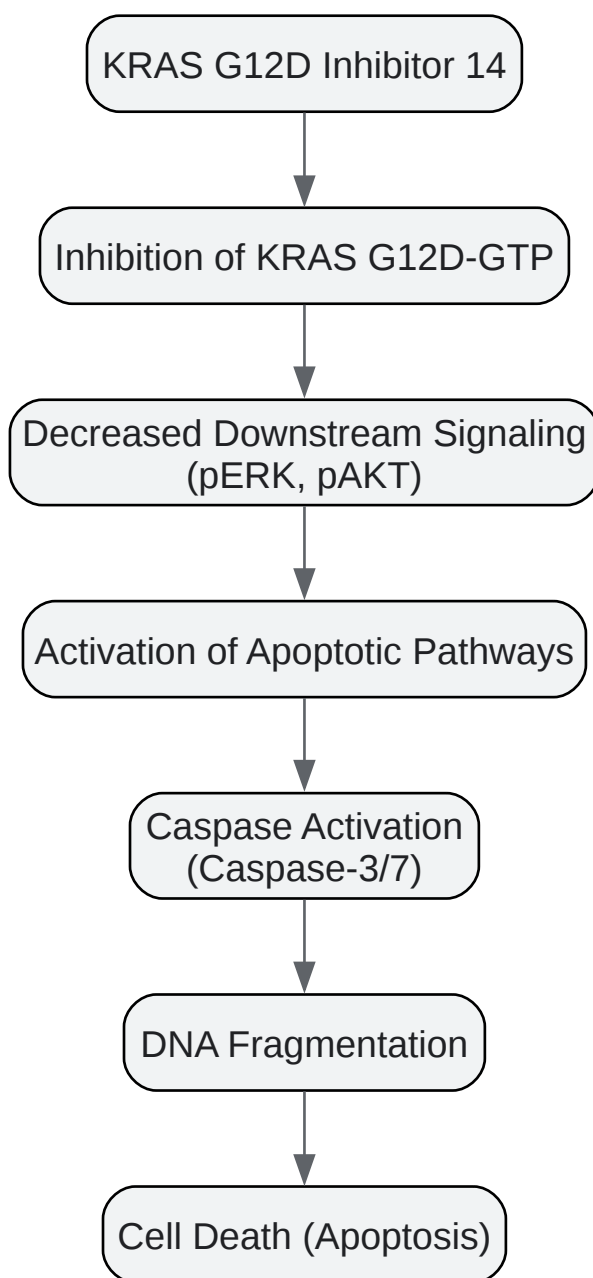 KRAS G12D Inhibitor 14
Inhibition of KRAS G12D-GTP
Decreased Downstream Signaling
(pERK, pAKT)
Activation of Apoptotic Pathways
Caspase Activation
(Caspase-3/7)
DNA Fragmentation
Cell Death (Apoptosis)